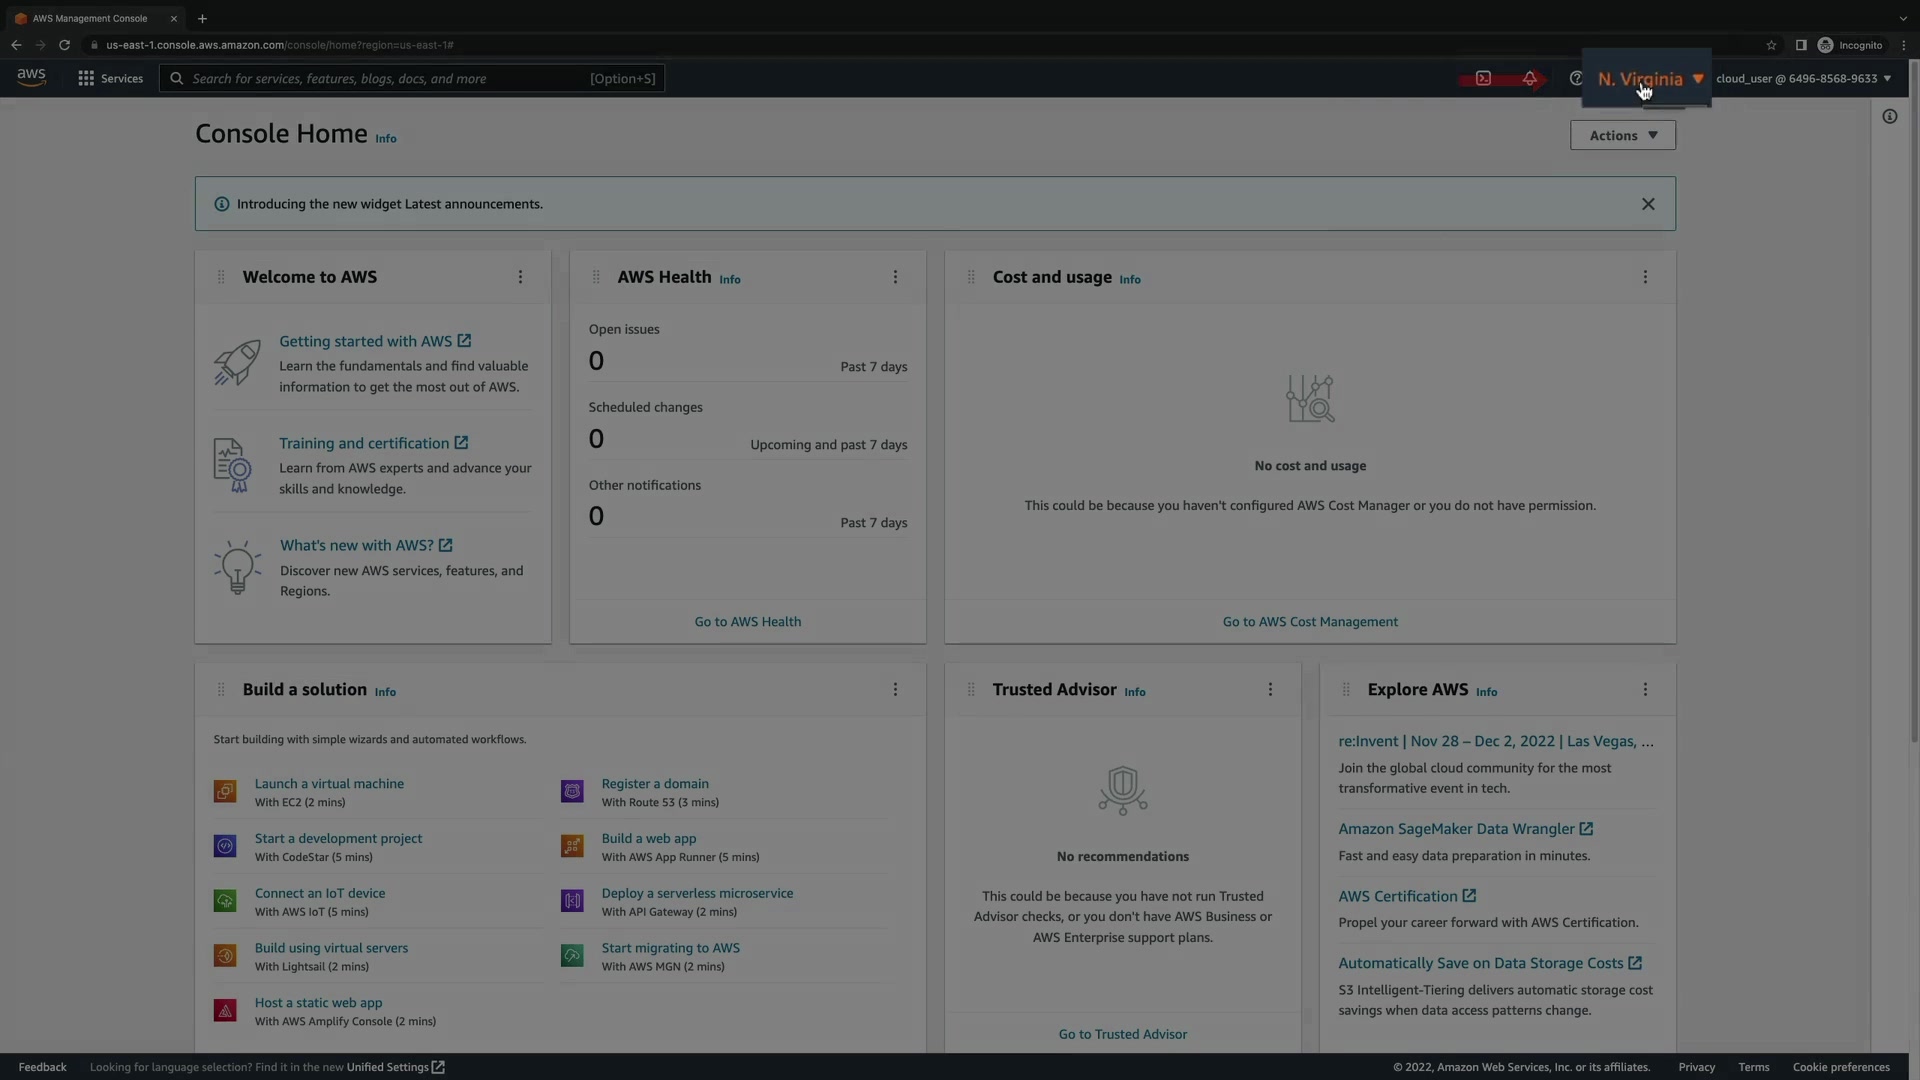 AWS Management Console
us-east-1.console.aws.amazon.com/console/home?region=us-east-1#
Incognito
aws
Services
Search for services, features, blogs, docs, and more
[Option+S]
N. Virginia
cloud_user @ 6496-8568-9633
Console Home Info
Actions
Introducing the new widget Latest announcements.
Welcome to AWS
Getting started with AWS
Learn the fundamentals and find valuable
information to get the most out of AWS.
Training and certification
Learn from AWS experts and advance your
skills and knowledge.
What's new with AWS?
Discover new AWS services, features, and
Regions.
AWS Health Info
Open issues
0
Past 7 days
Scheduled changes
0
Upcoming and past 7 days
Other notifications
0
Past 7 days
Go to AWS Health
Cost and usage Info
No cost and usage
This could be because you haven't configured AWS Cost Manager or you do not have permission.
Go to AWS Cost Management
Build a solution Info
Start building with simple wizards and automated workflows.
Launch a virtual machine
With EC2 (2 mins)
Start a development project
With CodeStar (5 mins)
Connect an IoT device
With AWS IoT (5 mins)
Build using virtual servers
With Lightsail (2 mins)
Host a static web app
With AWS Amplify Console (2 mins)
Register a domain
With Route 53 (3 mins)
Build a web app
With AWS App Runner (5 mins)
Deploy a serverless microservice
With API Gateway (2 mins)
Start migrating to AWS
With AWS MGN (2 mins)
Trusted Advisor Info
No recommendations
This could be because you have not run Trusted
Advisor checks, or you don't have AWS Business or
AWS Enterprise support plans.
Go to Trusted Advisor
Explore AWS Info
re:Invent | Nov 28 – Dec 2, 2022 | Las Vegas, ...
Join the global cloud community for the most
transformative event in tech.
Amazon SageMaker Data Wrangler
Fast and easy data preparation in minutes.
AWS Certification
Propel your career forward with AWS Certification.
Automatically Save on Data Storage Costs
S3 Intelligent-Tiering delivers automatic storage cost
savings when data access patterns change.
Feedback
Looking for language selection? Find it in the new Unified Settings
© 2022, Amazon Web Services, Inc. or its affiliates.
Privacy
Terms
Cookie preferences